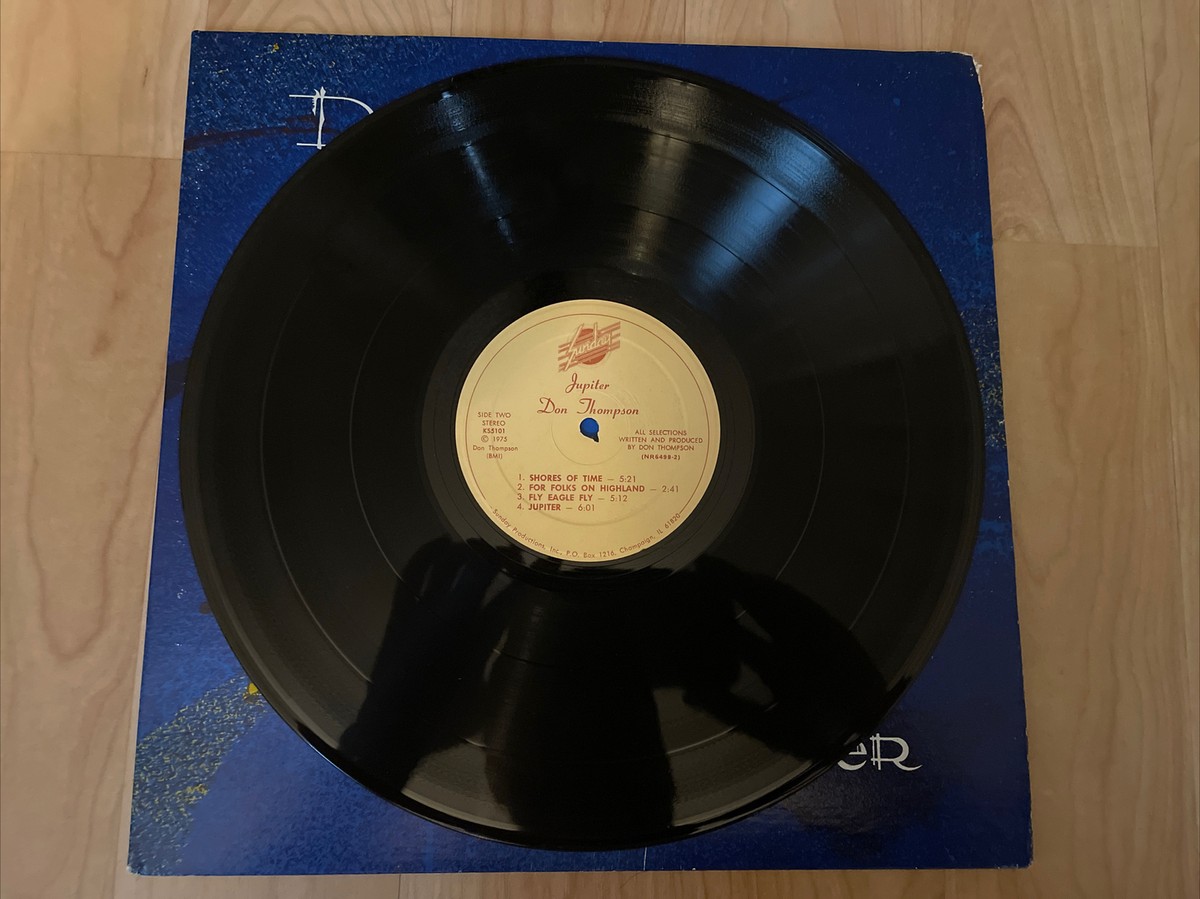 D
Sunday
Jupiter
Don Thompson
SIDE TWO
STEREO
KS5101
© 1975
Don Thompson
(BMI)
ALL SELECTIONS
WRITTEN AND PRODUCED
BY DON THOMPSON
(NR6498-2)
1. SHORES OF TIME — 5:21
2. FOR FOLKS ON HIGHLAND — 2:41
3. FLY EAGLE FLY — 5:12
4. JUPITER — 6:01
Sunday Productions, Inc., P.O. Box 1216, Champaign, IL 61820
eR